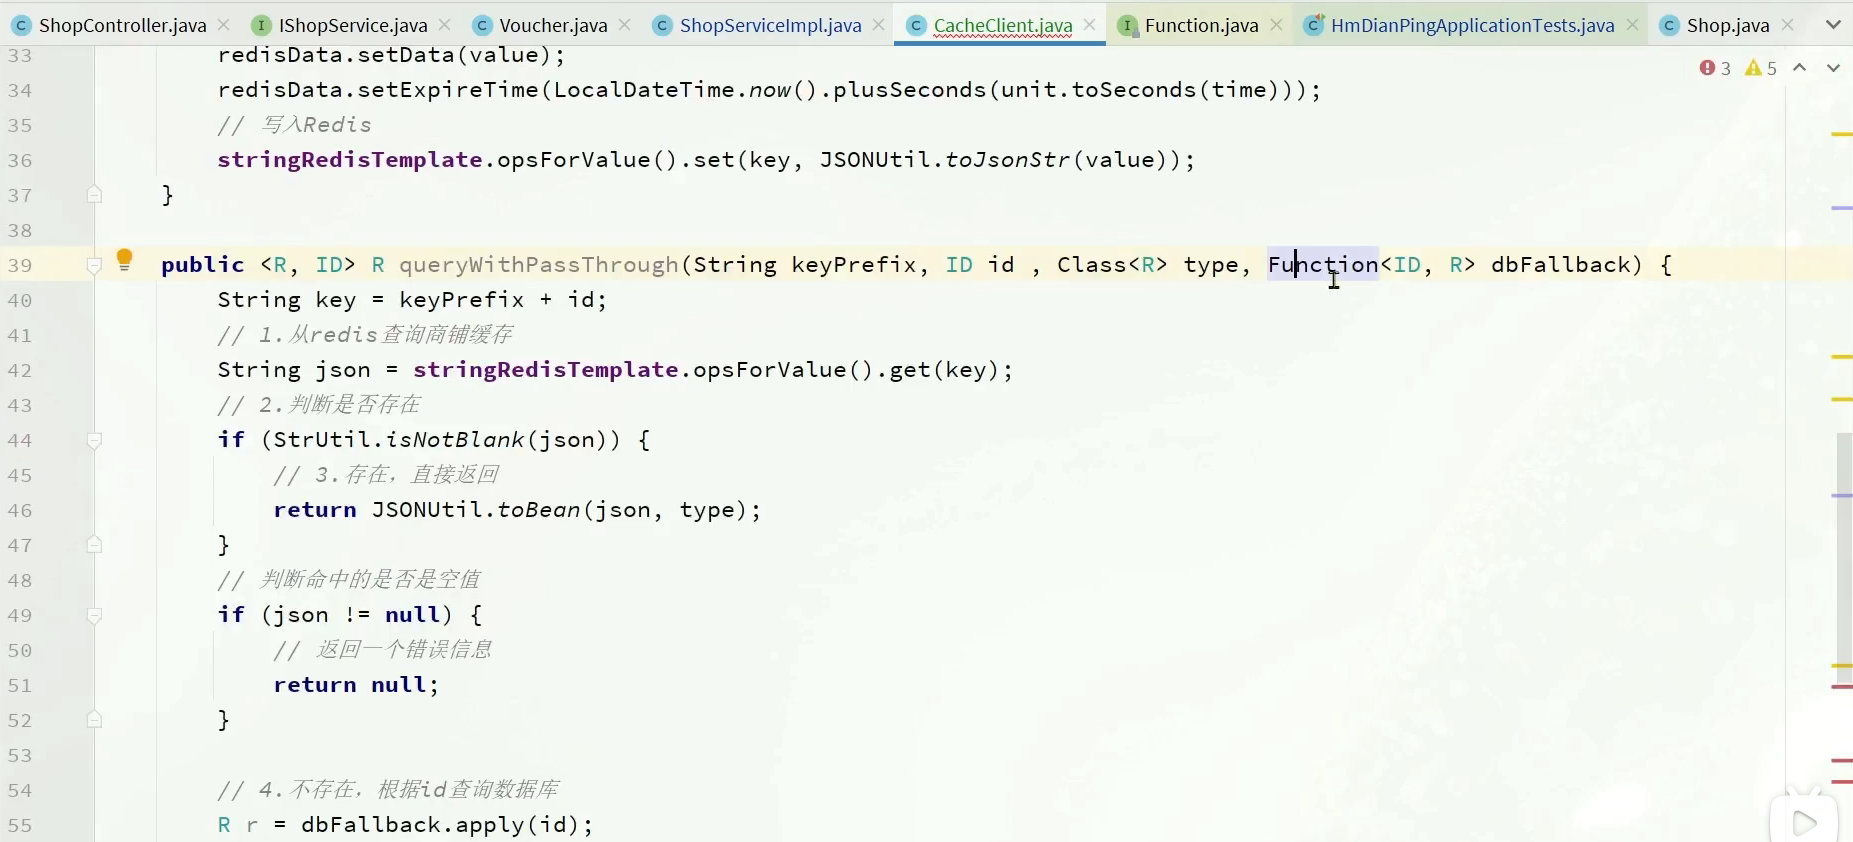 ShopController.java IShopService.java Voucher.java ShopServiceImpl.java CacheClient.java Function.java HmDianPingApplicationTests.java Shop.java
3 5
33 redisData.setData(value);
34 redisData.setExpireTime(LocalDateTime.now().plusSeconds(unit.toSeconds(time)));
35 // 写入Redis
36 stringRedisTemplate.opsForValue().set(key, JSONUtil.toJsonStr(value));
37 }
38
39 public <R, ID> R queryWithPassThrough(String keyPrefix, ID id , Class<R> type, Function<ID, R> dbFallback) {
40 String key = keyPrefix + id;
41 // 1.从redis查询商铺缓存
42 String json = stringRedisTemplate.opsForValue().get(key);
43 // 2.判断是否存在
44 if (StrUtil.isNotBlank(json)) {
45 // 3.存在，直接返回
46 return JSONUtil.toBean(json, type);
47 }
48 // 判断命中的是否是空值
49 if (json != null) {
50 // 返回一个错误信息
51 return null;
52 }
53
54 // 4.不存在，根据id查询数据库
55 R r = dbFallback.apply(id);